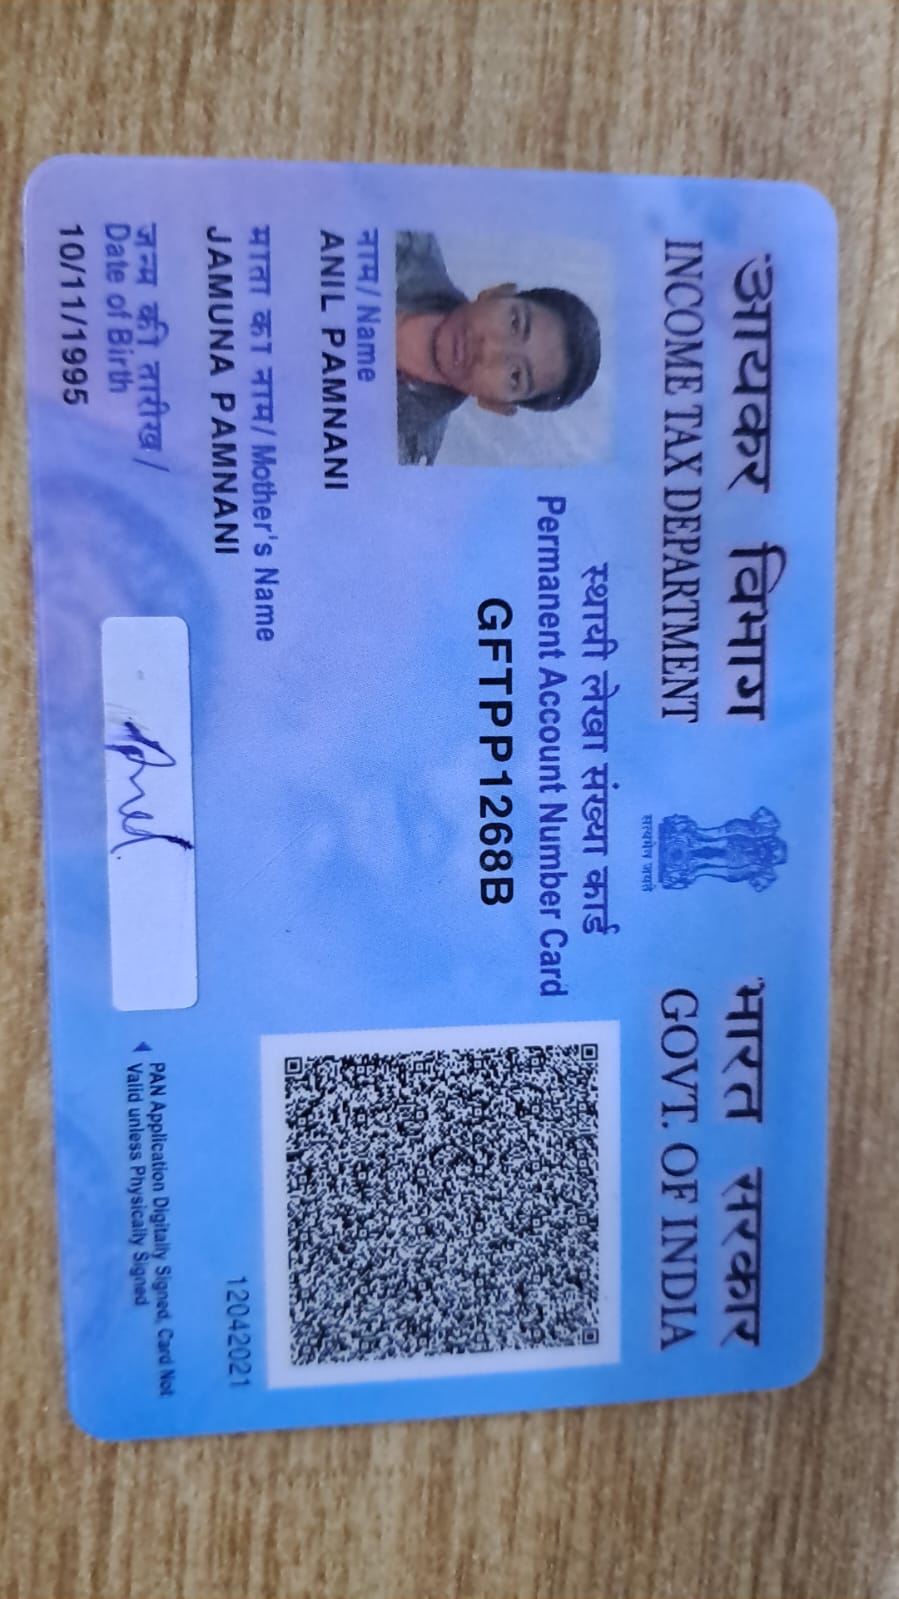 आयकर विभाग
INCOME TAX DEPARTMENT
सत्यमेव जयते
भारत सरकार
GOVT. OF INDIA
स्थायी लेखा संख्या कार्ड
Permanent Account Number Card
GFTPP1268B
नाम/ Name
ANIL PAMNANI
माता का नाम/ Mother's Name
JAMUNA PAMNANI
जन्म की तारीख /
Date of Birth
10/11/1995
12042021
PAN Application Digitally Signed, Card Not
Valid unless Physically Signed